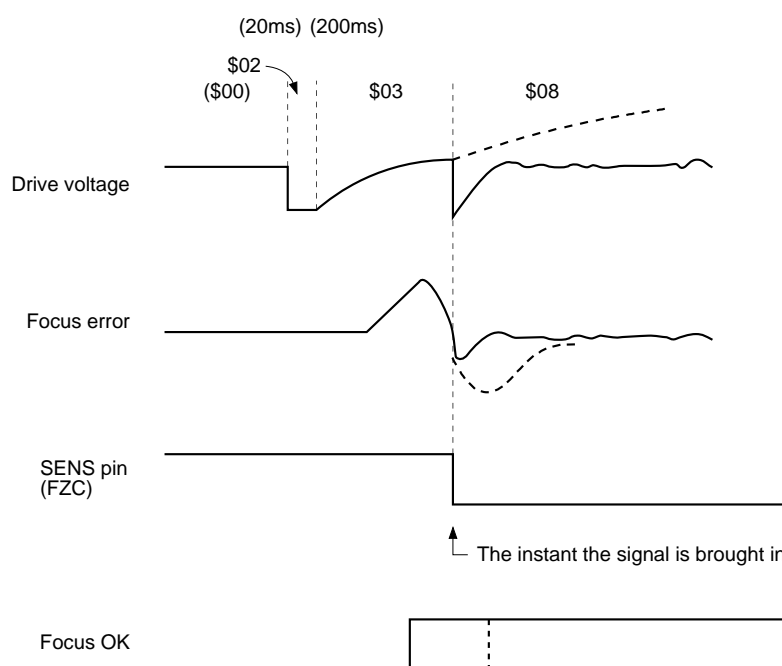 (20ms) (200ms)
$02
($00)
$03
$08
Drive voltage
Focus error
SENS pin
(FZC)
The instant the signal is brought in
Focus OK